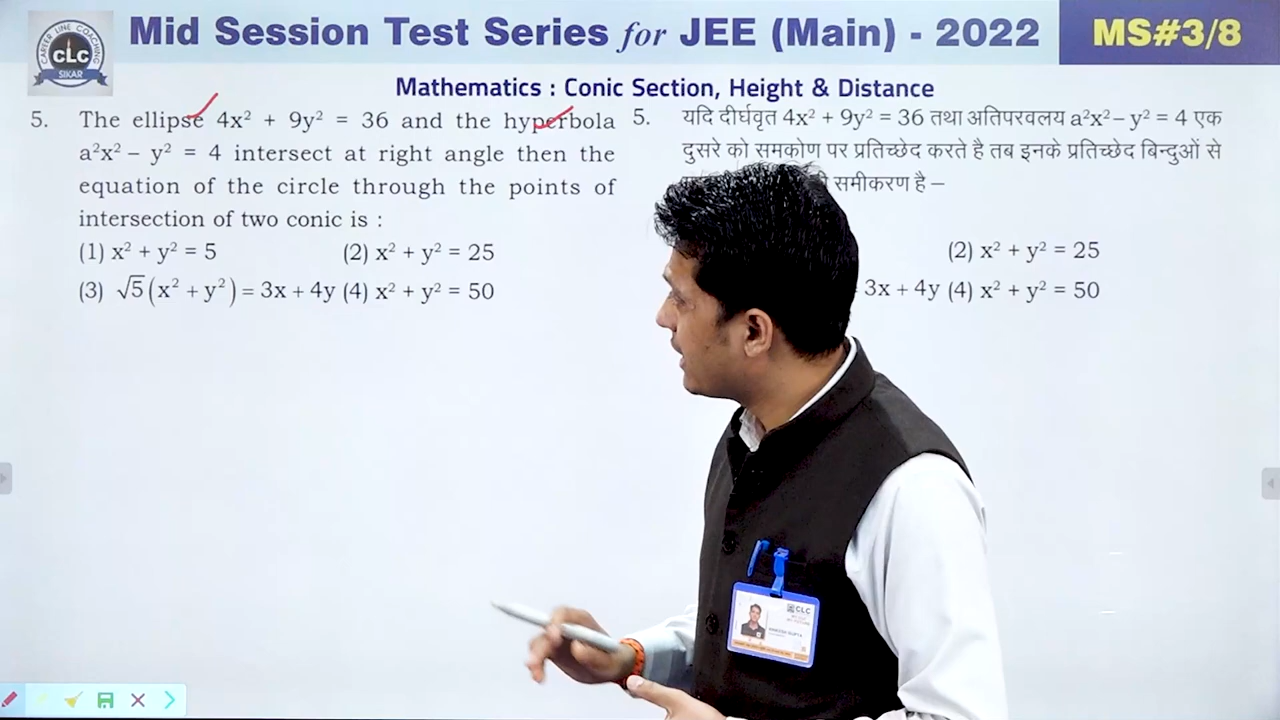 CAREER LINE COACHING
CLC
SIKAR
Mid Session Test Series for JEE (Main) - 2022
MS#3/8
Mathematics : Conic Section, Height & Distance
5. The ellipse 4x² + 9y² = 36 and the hyperbola
a²x² – y² = 4 intersect at right angle then the
equation of the circle through the points of
intersection of two conic is :
(1) x² + y² = 5 (2) x² + y² = 25
(3) √5(x² + y²) = 3x + 4y (4) x² + y² = 50
5. यदि दीर्घवृत 4x² + 9y² = 36 तथा अतिपरवलय a²x² – y² = 4 एक
दुसरे को समकोण पर प्रतिच्छेद करते है तब इनके प्रतिच्छेद बिन्दुओं से
समीकरण है –
(2) x² + y² = 25
3x + 4y (4) x² + y² = 50
CLC